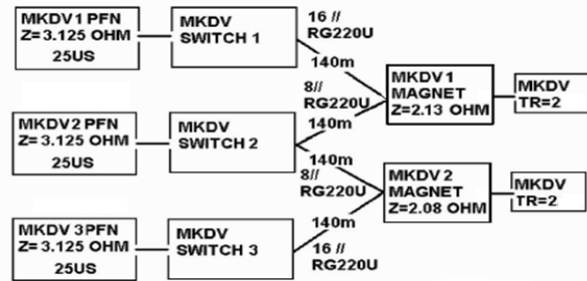 MKDV1 PFN
Z=3.125 OHM
25US
MKDV
SWITCH 1
16 //
RG220U
140m
8//
RG220U
140m
MKDV1
MAGNET
Z=2.13 OHM
MKDV
TR=2
MKDV2 PFN
Z=3.125 OHM
25US
MKDV
SWITCH 2
140m
8//
RG220U
140m
16 //
RG220U
MKDV 2
MAGNET
Z=2.08 OHM
MKDV
TR=2
MKDV 3PFN
Z= 3.125 OHM
25US
MKDV
SWITCH 3